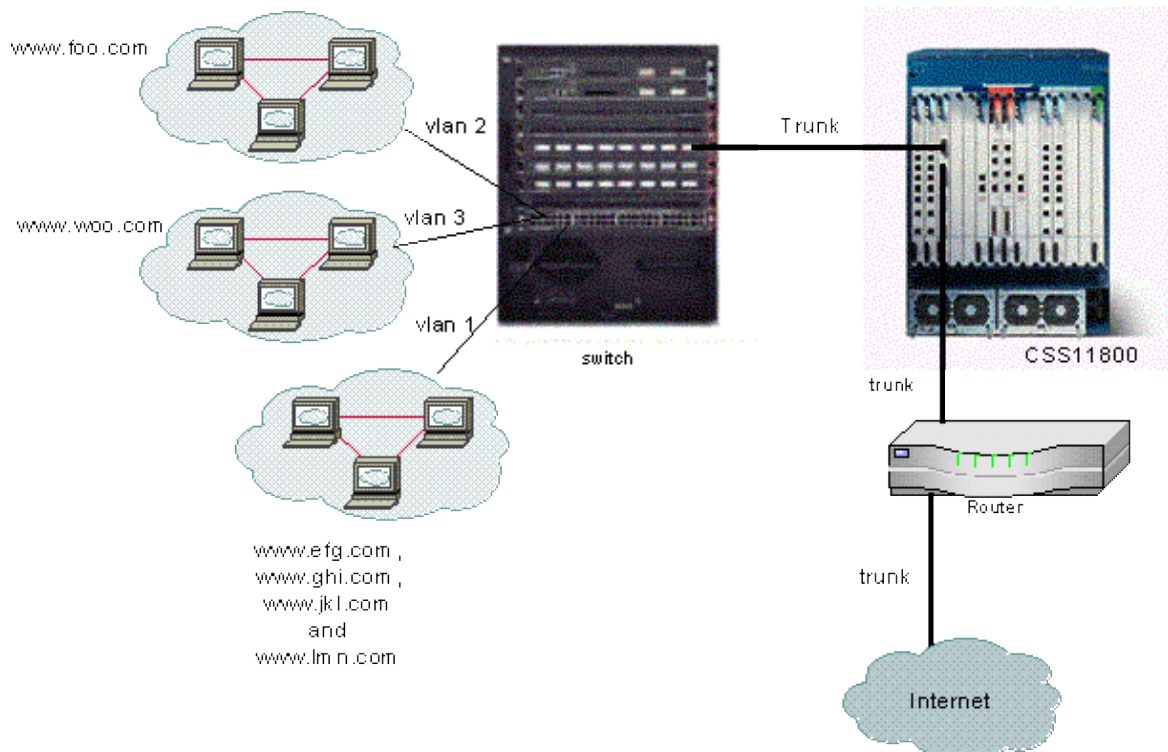 www.foo.com
vlan 2
Trunk
www.woo.com
vlan 3
vlan 1
switch
CSS11800
trunk
Router
www.efg.com ,
www.ghi.com ,
www.jkl.com
and
www.lmn.com
trunk
Internet